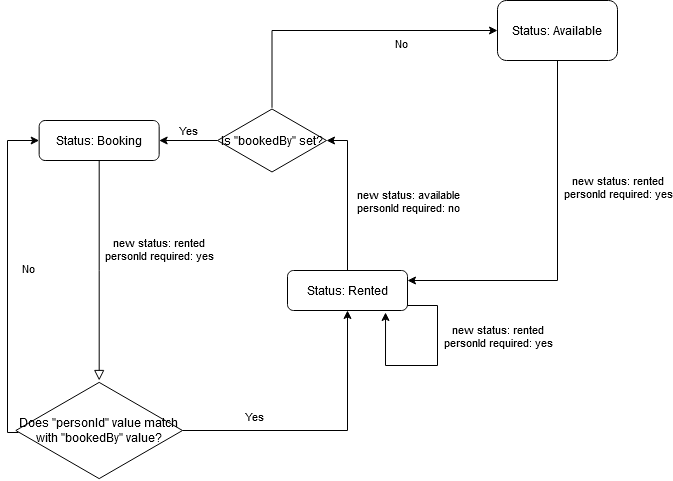 Status: Available
No
Status: Booking
Yes
Is "bookedBy" set?
new status: rented
personId required: yes
new status: available
personId required: no
new status: rented
personId required: yes
No
Status: Rented
new status: rented
personId required: yes
Does "personId" value match
with "bookedBy" value?
Yes